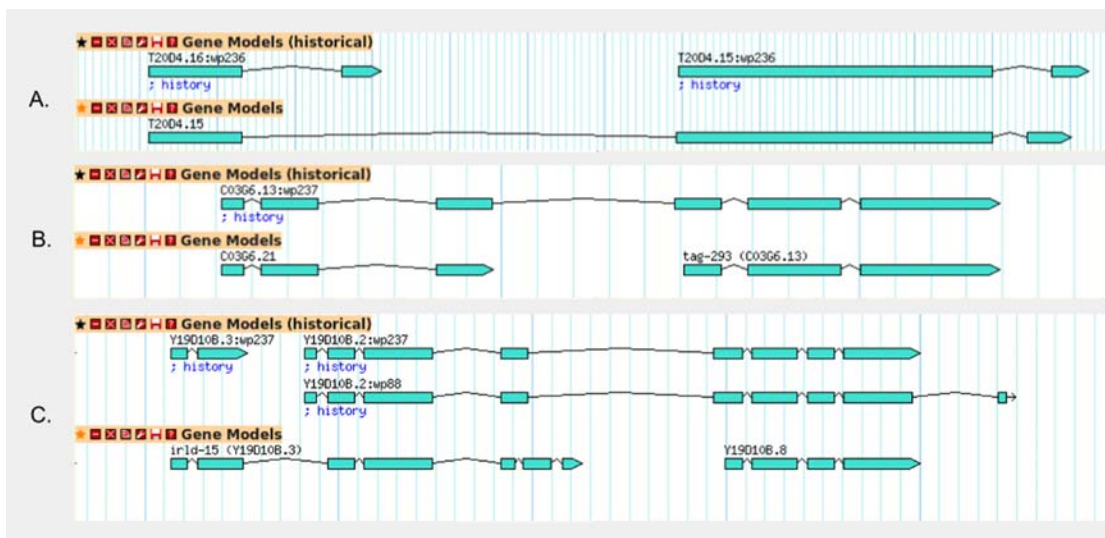 Gene Models (historical)
T20D4.16:wp236 T20D4.15:wp236
; history ; history
A.
Gene Models
T20D4.15
Gene Models (historical)
C03G6.13:wp237
; history
B.
Gene Models
C03G6.21 tag-293 (C03G6.13)
Gene Models (historical)
Y19D10B.3:wp237 Y19D10B.2:wp237
; history ; history
Y19D10B.2:wp88
; history
C.
Gene Models
irld-15 (Y19D10B.3) Y19D10B.8